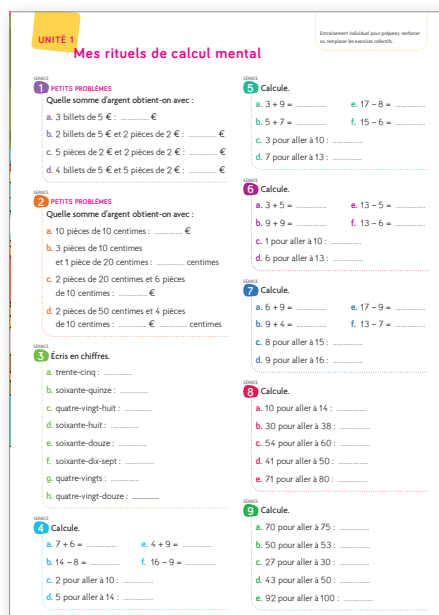 UNITÉ 1
Mes rituels de calcul mental
Entraînement individuel pour préparer, renforcer
ou remplacer les exercices collectifs.
SÉANCE
1 PETITS PROBLÈMES
Quelle somme d'argent obtient-on avec :
a. 3 billets de 5 € : .............. €
b. 2 billets de 5 € et 2 pièces de 2 € : .............. €
c. 5 pièces de 2 € et 2 pièces de 2 € : .............. €
d. 4 billets de 5 € et 5 pièces de 2 € : .............. €
SÉANCE
2 PETITS PROBLÈMES
Quelle somme d'argent obtient-on avec :
a. 10 pièces de 10 centimes : .............. €
b. 3 pièces de 10 centimes
et 1 pièce de 20 centimes : .............. centimes
c. 2 pièces de 20 centimes et 6 pièces
de 10 centimes : .............. €
d. 2 pièces de 50 centimes et 4 pièces
de 10 centimes : .............. € .............. centimes
SÉANCE
3 Écris en chiffres.
a. trente-cinq : ..............
b. soixante-quinze : ..............
c. quatre-vingt-huit : ..............
d. soixante-huit : ..............
e. soixante-douze : ..............
f. soixante-dix-sept : ..............
g. quatre-vingts : ..............
h. quatre-vingt-douze : ..............
SÉANCE
4 Calcule.
a. 7 + 6 = .............. e. 4 + 9 = ..............
b. 14 – 8 = .............. f. 16 – 9 = ..............
c. 2 pour aller à 10 : ..............
d. 5 pour aller à 14 : ..............
SÉANCE
5 Calcule.
a. 3 + 9 = .............. e. 17 – 8 = ..............
b. 5 + 7 = .............. f. 15 – 6 = ..............
c. 3 pour aller à 10 : ..............
d. 7 pour aller à 13 : ..............
SÉANCE
6 Calcule.
a. 3 + 5 = .............. e. 13 – 5 = ..............
b. 9 + 9 = .............. f. 13 – 6 = ..............
c. 1 pour aller à 10 : ..............
d. 6 pour aller à 13 : ..............
SÉANCE
7 Calcule.
a. 6 + 9 = .............. e. 17 – 9 = ..............
b. 9 + 4 = .............. f. 13 – 7 = ..............
c. 8 pour aller à 15 : ..............
d. 9 pour aller à 16 : ..............
SÉANCE
8 Calcule.
a. 10 pour aller à 14 : ..............
b. 30 pour aller à 38 : ..............
c. 54 pour aller à 60 : ..............
d. 41 pour aller à 50 : ..............
e. 71 pour aller à 80 : ..............
SÉANCE
9 Calcule.
a. 70 pour aller à 75 : ..............
b. 50 pour aller à 53 : ..............
c. 27 pour aller à 30 : ..............
d. 43 pour aller à 50 : ..............
e. 92 pour aller à 100 : ..............